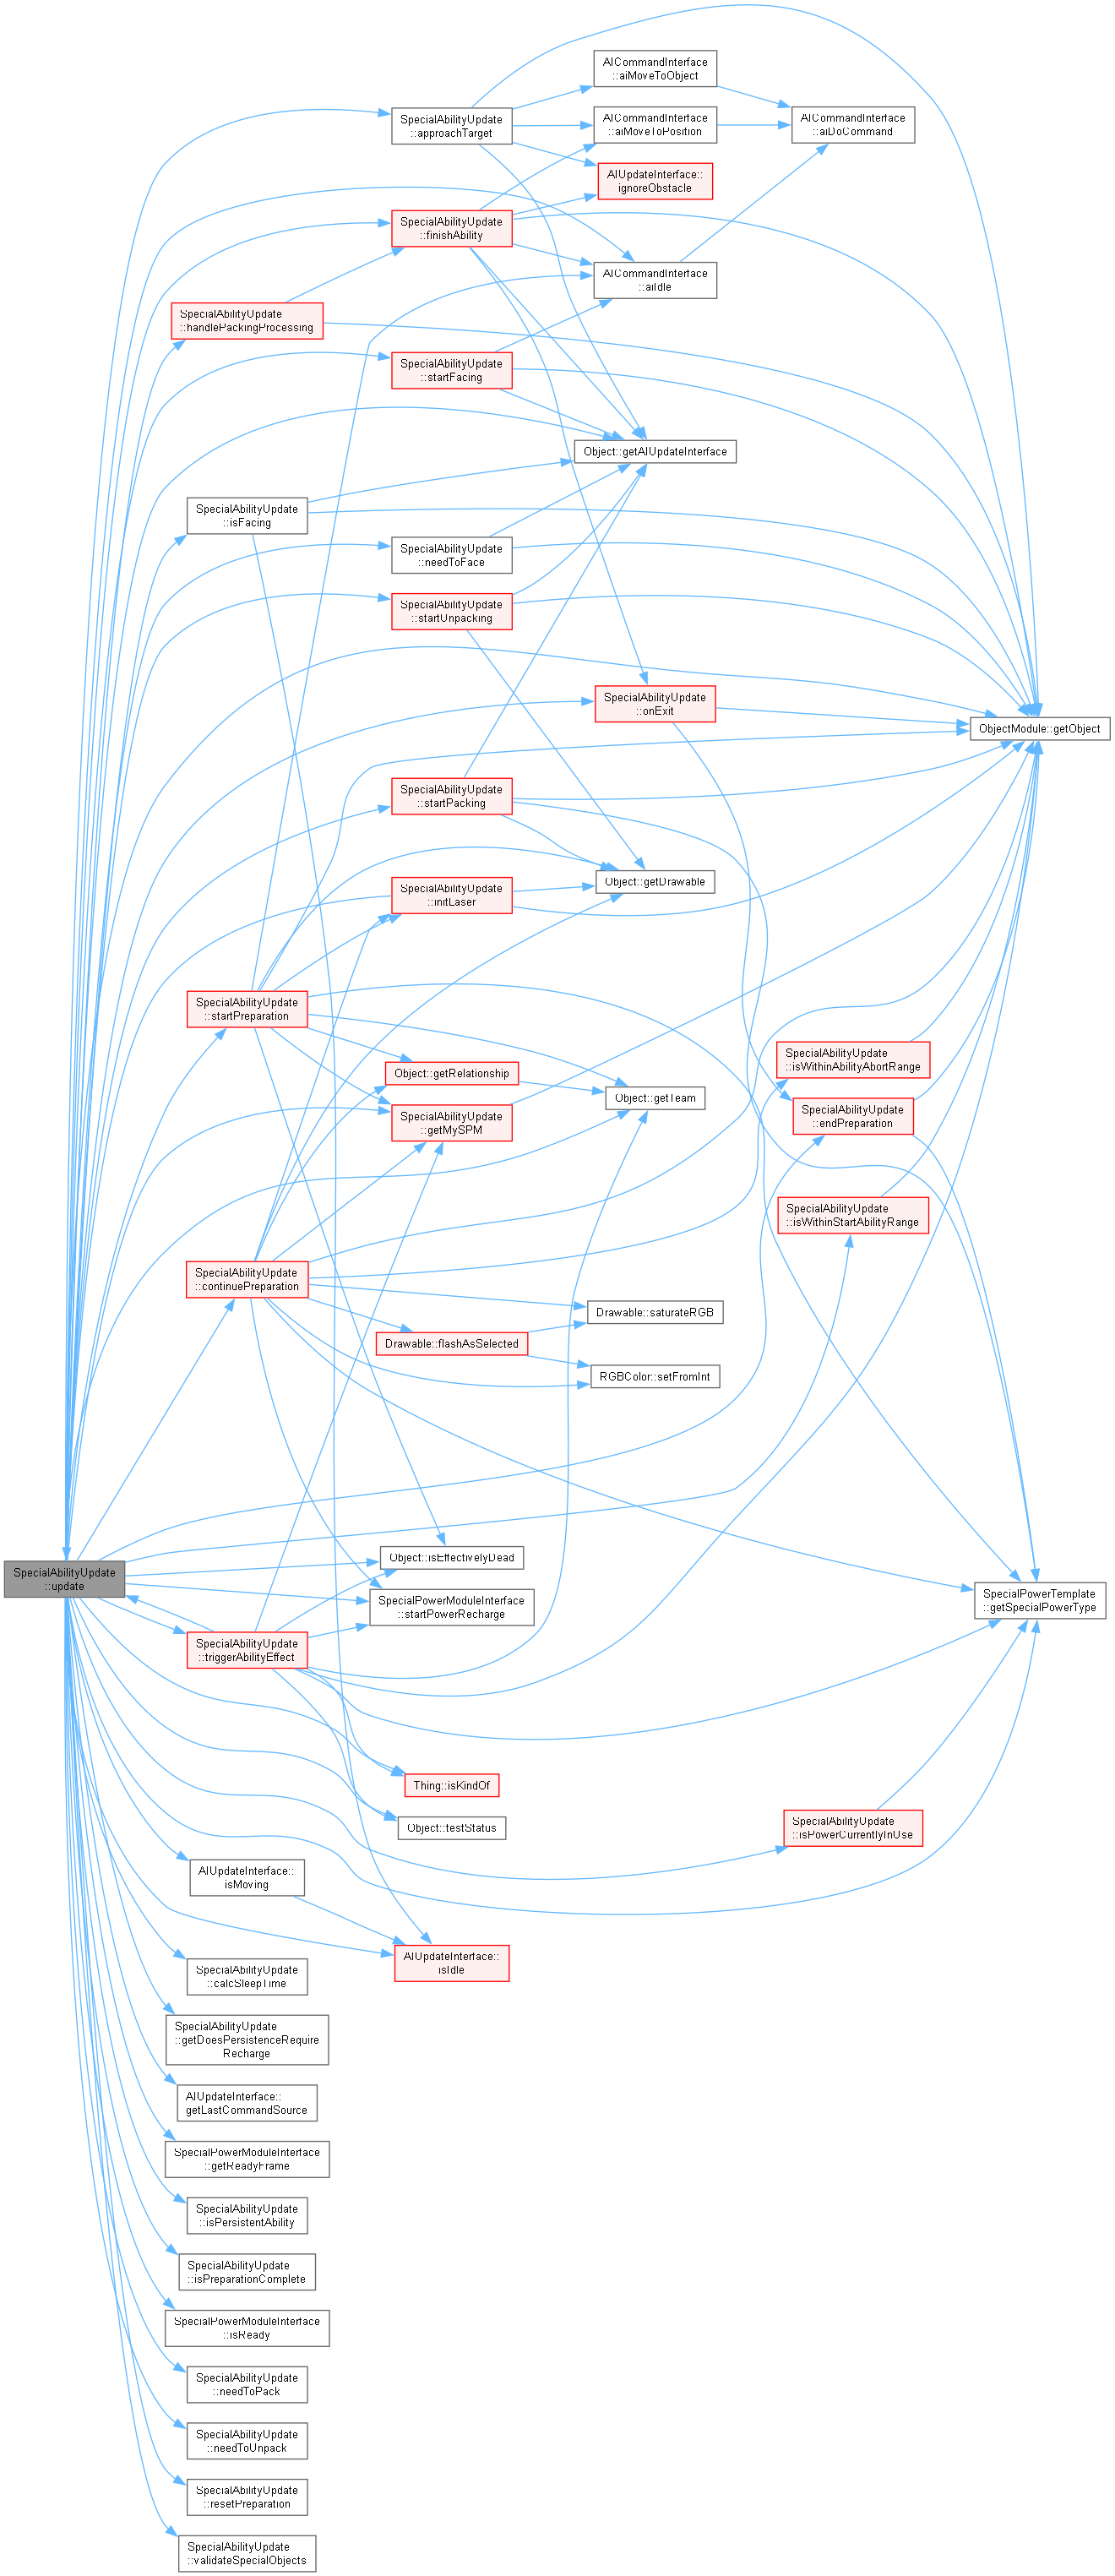 AICommandInterface
::aiMoveToObject
SpecialAbilityUpdate
::approachTarget
AICommandInterface
::aiMoveToPosition
AICommandInterface
::aiDoCommand
AIUpdateInterface::
ignoreObstacle
SpecialAbilityUpdate
::finishAbility
AICommandInterface
::aiIdle
SpecialAbilityUpdate
::handlePackingProcessing
SpecialAbilityUpdate
::startFacing
Object::getAIUpdateInterface
SpecialAbilityUpdate
::isFacing
SpecialAbilityUpdate
::needToFace
SpecialAbilityUpdate
::startUnpacking
SpecialAbilityUpdate
::onExit
ObjectModule::getObject
SpecialAbilityUpdate
::startPacking
Object::getDrawable
SpecialAbilityUpdate
::initLaser
SpecialAbilityUpdate
::startPreparation
SpecialAbilityUpdate
::isWithinAbilityAbortRange
Object::getRelationship
Object::getTeam
SpecialAbilityUpdate
::endPreparation
SpecialAbilityUpdate
::getMySPM
SpecialAbilityUpdate
::isWithinStartAbilityRange
SpecialAbilityUpdate
::continuePreparation
Drawable::saturateRGB
Drawable::flashAsSelected
RGBColor::setFromInt
Object::isEffectivelyDead
SpecialAbilityUpdate
::update
SpecialPowerModuleInterface
::startPowerRecharge
SpecialPowerTemplate
::getSpecialPowerType
SpecialAbilityUpdate
::triggerAbilityEffect
Thing::isKindOf
Object::testStatus
SpecialAbilityUpdate
::isPowerCurrentlyInUse
AIUpdateInterface::
isMoving
AIUpdateInterface::
isIdle
SpecialAbilityUpdate
::calcSleepTime
SpecialAbilityUpdate
::getDoesPersistenceRequire
Recharge
AIUpdateInterface::
getLastCommandSource
SpecialPowerModuleInterface
::getReadyFrame
SpecialAbilityUpdate
::isPersistentAbility
SpecialAbilityUpdate
::isPreparationComplete
SpecialPowerModuleInterface
::isReady
SpecialAbilityUpdate
::needToPack
SpecialAbilityUpdate
::needToUnpack
SpecialAbilityUpdate
::resetPreparation
SpecialAbilityUpdate
::validateSpecialObjects